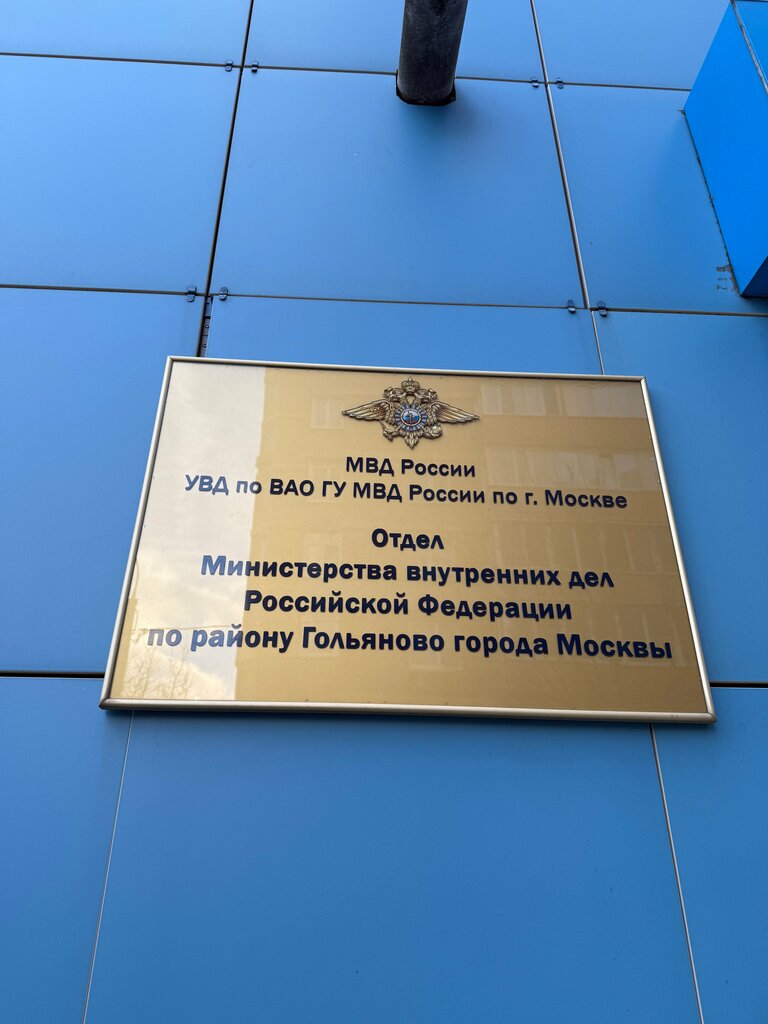 МВД России
УВД по ВАО ГУ МВД России по г. Москве
Отдел
Министерства внутренних дел
Российской Федерации
по району Гольяново города Москвы